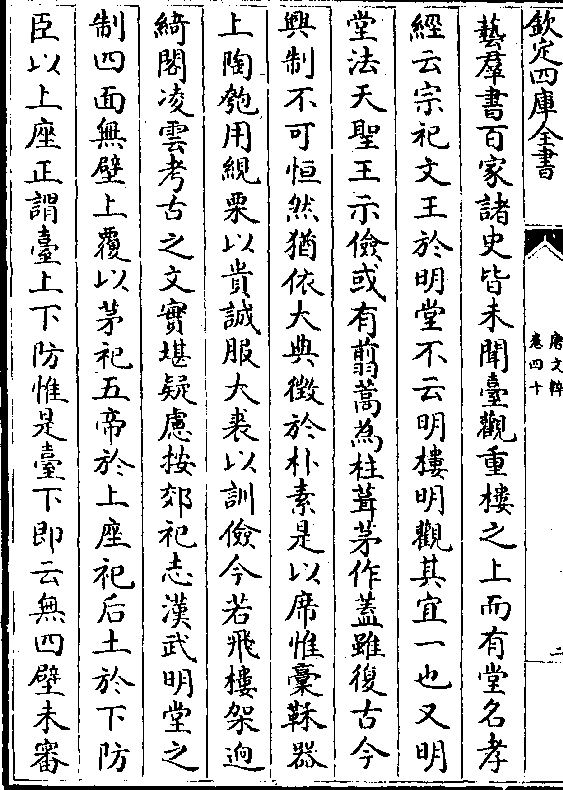 欽定四庫全書
唐文粹
卷四十
二
藝羣書百家諸史皆未聞臺觀重樓之上而有堂名孝
經云宗祀文王於明堂不云明樓明觀其宜一也又明
堂法天聖王示儉或有翦蒿為柱葺茅作蓋雖復古今
異制不可恒然猶依大典徵於朴素是以席惟藁秣器
上陶匏用繭栗以貴誠服大裘以訓儉今若飛樓架迥
綺閣凌雲考古之文實堪疑慮按郊祀志漢武明堂之
制四面無壁上覆以茅祀五帝於上座祀后土於下防
臣以上座正謂臺上下防惟是臺下即云無四壁未審